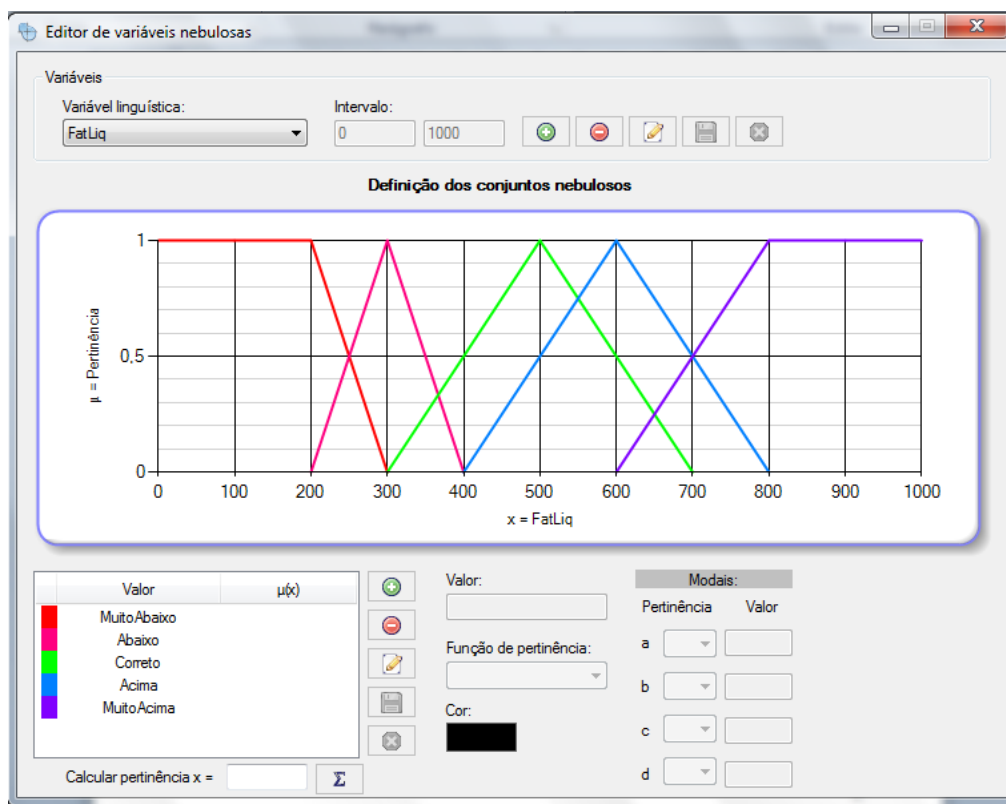 Editor de variáveis nebulosas
Variáveis
Variável linguística: Intervalo:
FatLiq 0 1000
Definição dos conjuntos nebulosos
1
0,5
0
μ = Pertinência
0 100 200 300 400 500 600 700 800 900 1000
x = FatLiq
Valor μ(x)
MuitoAbaixo
Abaixo
Correto
Acima
MuitoAcima
Calcular pertinência x = Σ
Valor:
Função de pertinência:
Cor:
Modais:
Pertinência Valor
a
b
c
d